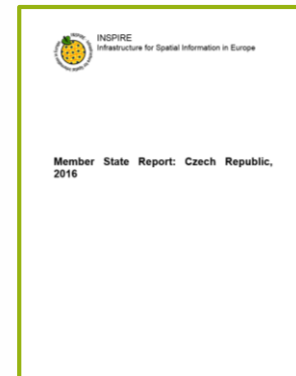 INSPIRE
Infrastructure for Spatial Information in Europe
Member State Report: Czech Republic,
2016